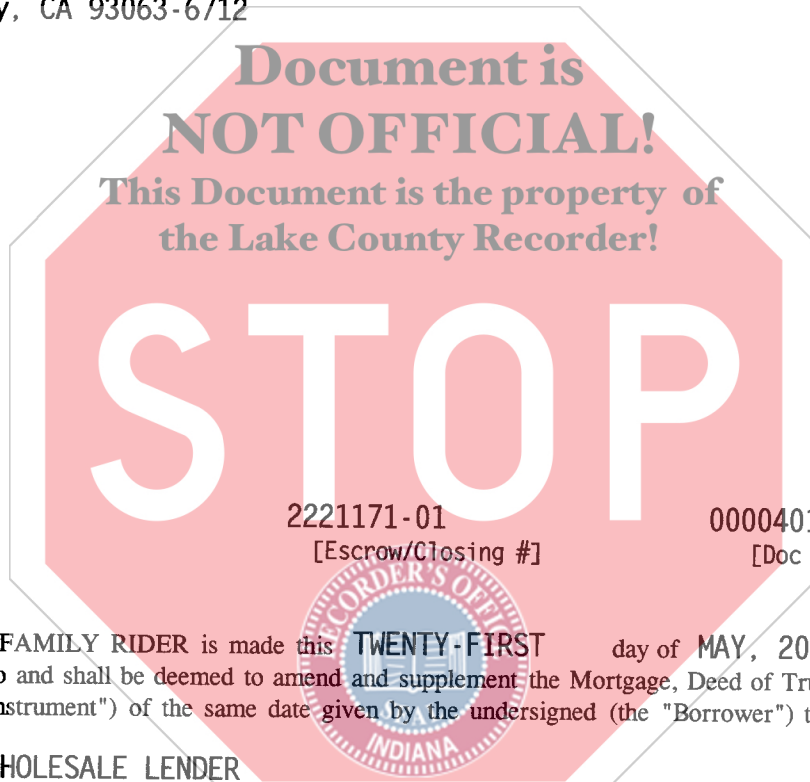 CA 93063-6712
Document is
NOT OFFICIAL!
This Document is the property of
the Lake County Recorder!
STOP
2221171-01 000040
[Escrow/Closing #] [Doc
RECORDER'S OFFIC
FAMILY RIDER is made this TWENTY-FIRST day of MAY, 20
and shall be deemed to amend and supplement the Mortgage, Deed of Tru
nstrument") of the same date given by the undersigned (the "Borrower") t
SEAL
INDIANA
HOLESALE LENDER